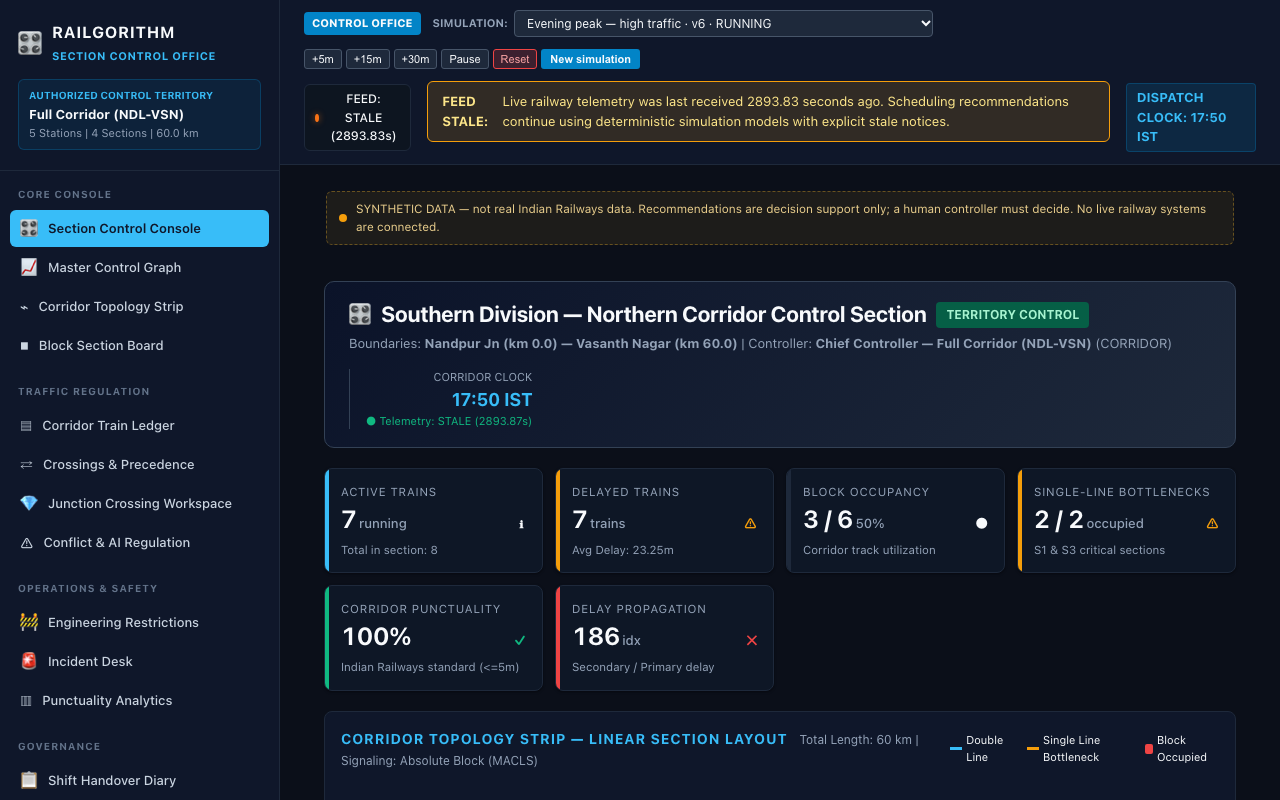 RAILGORITHM
SECTION CONTROL OFFICE
AUTHORIZED CONTROL TERRITORY
Full Corridor (NDL-VSN)
5 Stations | 4 Sections | 60.0 km
CORE CONSOLE
Section Control Console
Master Control Graph
Corridor Topology Strip
Block Section Board
TRAFFIC REGULATION
Corridor Train Ledger
Crossings & Precedence
Junction Crossing Workspace
Conflict & AI Regulation
OPERATIONS & SAFETY
Engineering Restrictions
Incident Desk
Punctuality Analytics
GOVERNANCE
Shift Handover Diary
CONTROL OFFICE SIMULATION: Evening peak — high traffic · v6 · RUNNING
+5m +15m +30m Pause Reset New simulation
FEED:
STALE
(2893.83s)
FEED
STALE:
Live railway telemetry was last received 2893.83 seconds ago. Scheduling recommendations
continue using deterministic simulation models with explicit stale notices.
DISPATCH
CLOCK: 17:50
IST
SYNTHETIC DATA — not real Indian Railways data. Recommendations are decision support only; a human controller must decide. No live railway systems
are connected.
Southern Division — Northern Corridor Control Section TERRITORY CONTROL
Boundaries: Nandpur Jn (km 0.0) — Vasanth Nagar (km 60.0) | Controller: Chief Controller — Full Corridor (NDL-VSN) (CORRIDOR)
CORRIDOR CLOCK
17:50 IST
Telemetry: STALE (2893.87s)
ACTIVE TRAINS
7 running
Total in section: 8
DELAYED TRAINS
7 trains
Avg Delay: 23.25m
BLOCK OCCUPANCY
3 / 6 50%
Corridor track utilization
SINGLE-LINE BOTTLENECKS
2 / 2 occupied
S1 & S3 critical sections
CORRIDOR PUNCTUALITY
100%
Indian Railways standard (<=5m)
DELAY PROPAGATION
186 idx
Secondary / Primary delay
CORRIDOR TOPOLOGY STRIP — LINEAR SECTION LAYOUT Total Length: 60 km |
Signaling: Absolute Block (MACLS)
Double
Line
Single Line
Bottleneck
Block
Occupied